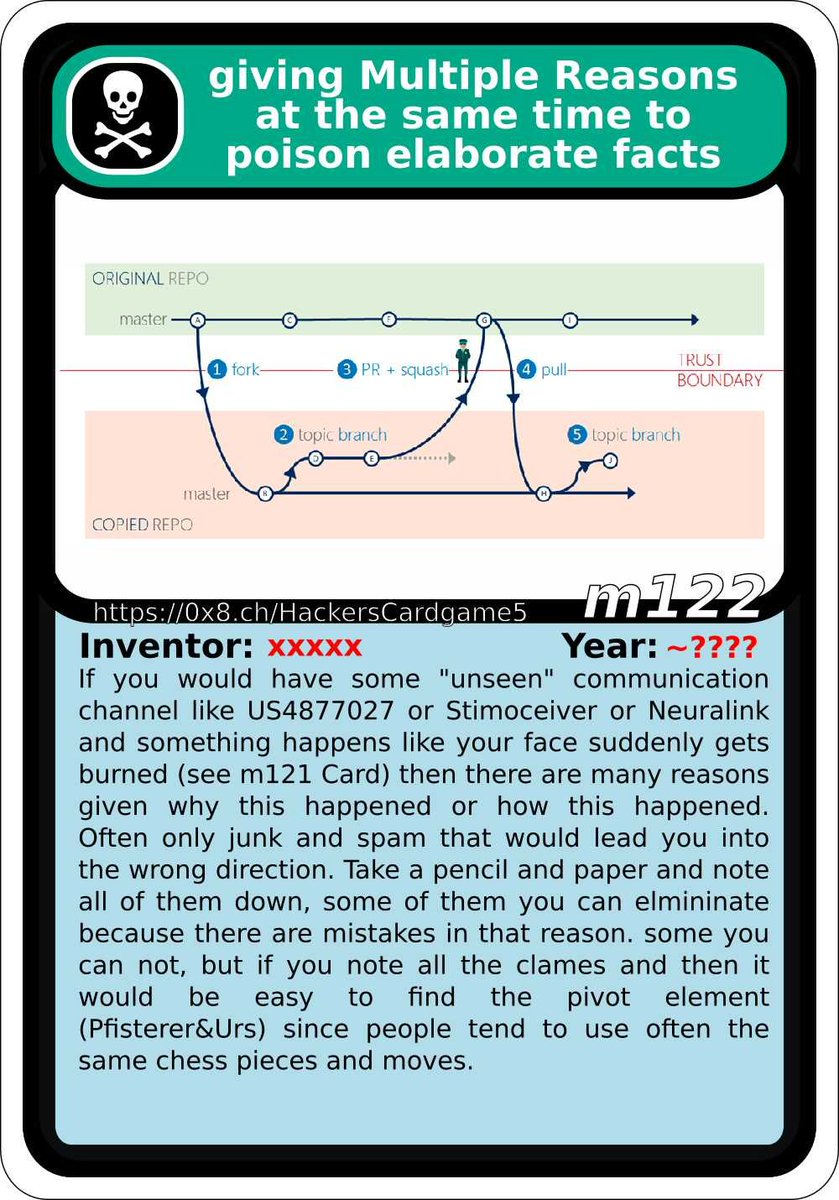 giving Multiple Reasons
at the same time to
poison elaborate facts
ORIGINAL REPO
master
A
C
F
G
I
1 fork
3 PR + squash
4 pull
TRUST
BOUNDARY
2 topic branch
5 topic branch
D
E
J
master
B
H
COPIED REPO
m122
https://0x8.ch/HackersCardgame5
Inventor: xxxxx Year: ~????
If you would have some "unseen" communication
channel like US4877027 or Stimoceiver or Neuralink
and something happens like your face suddenly gets
burned (see m121 Card) then there are many reasons
given why this happened or how this happened.
Often only junk and spam that would lead you into
the wrong direction. Take a pencil and paper and note
all of them down, some of them you can elmininate
because there are mistakes in that reason. some you
can not, but if you note all the clames and then it
would be easy to find the pivot element
(Pfisterer&Urs) since people tend to use often the
same chess pieces and moves.